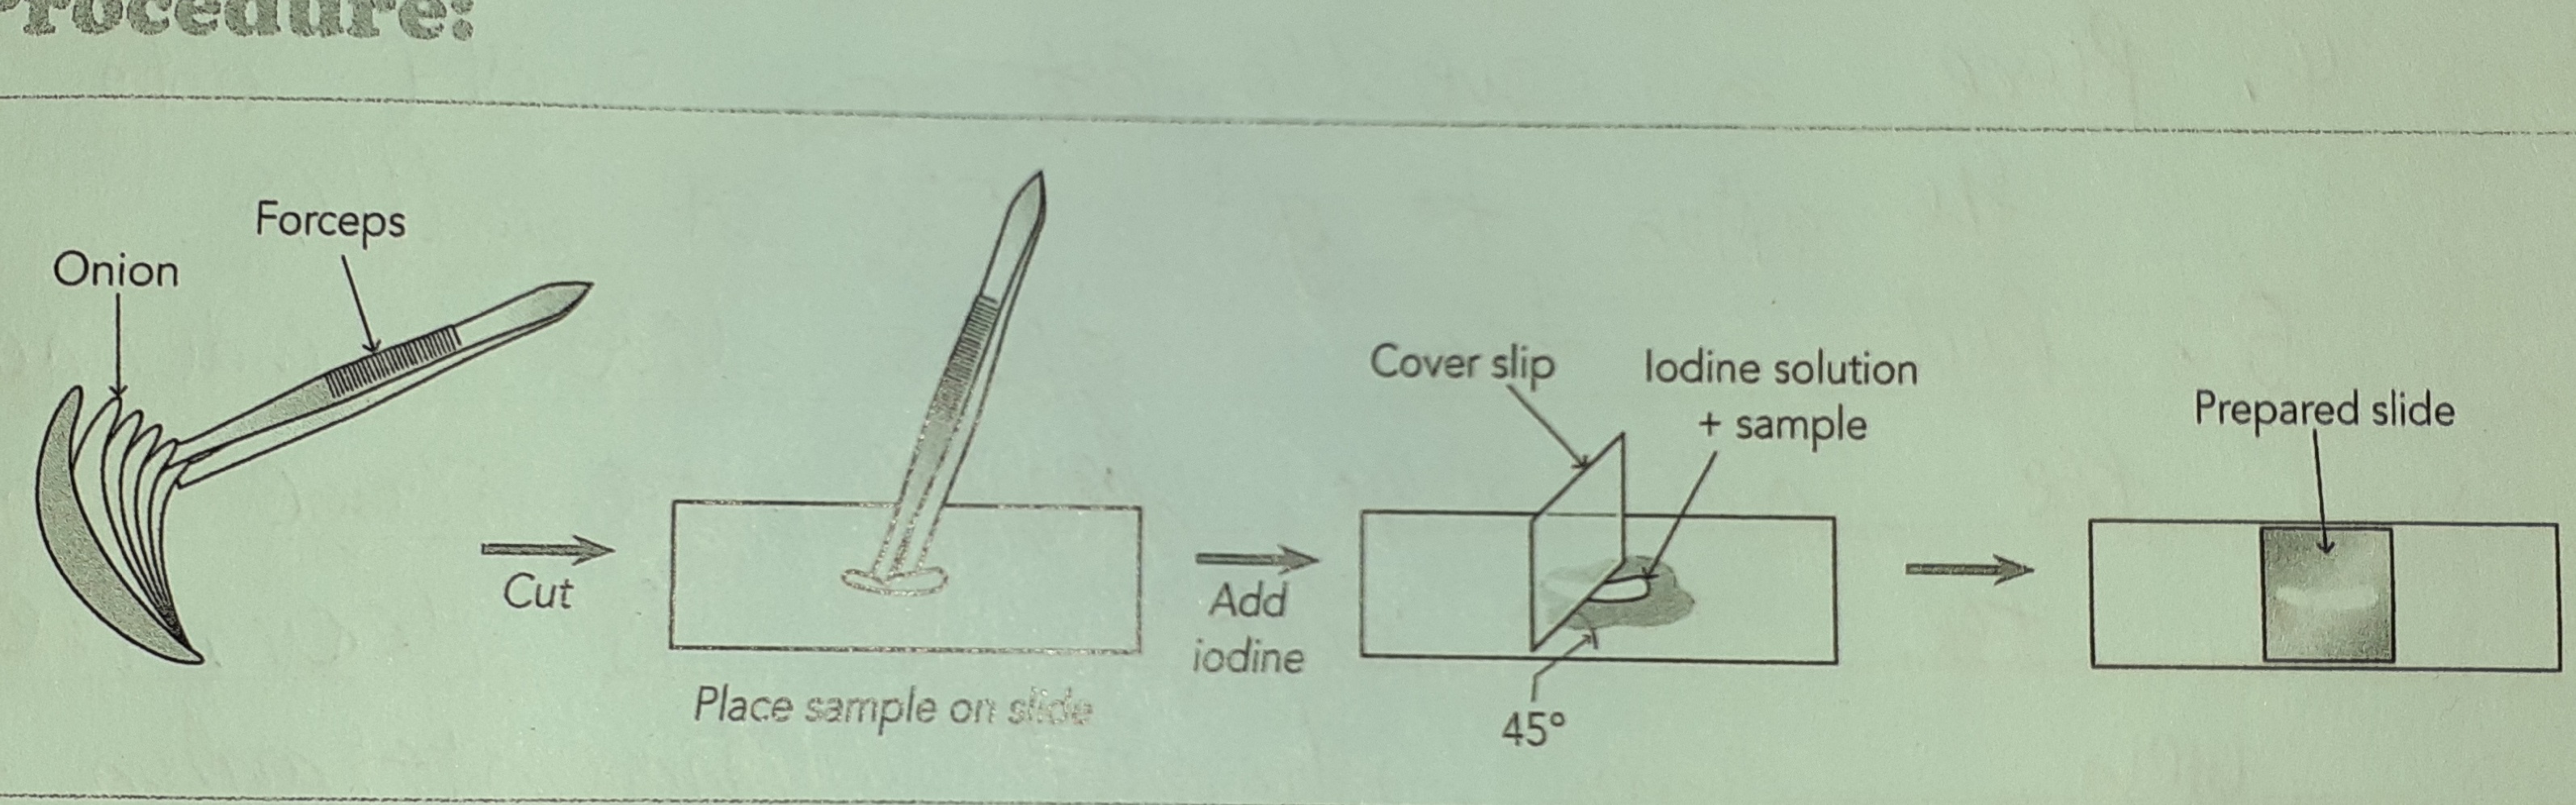 Procedure:
Forceps
Onion
Cut
Place sample on slide
Add
iodine
Cover slip
Iodine solution
+ sample
45°
Prepared slide